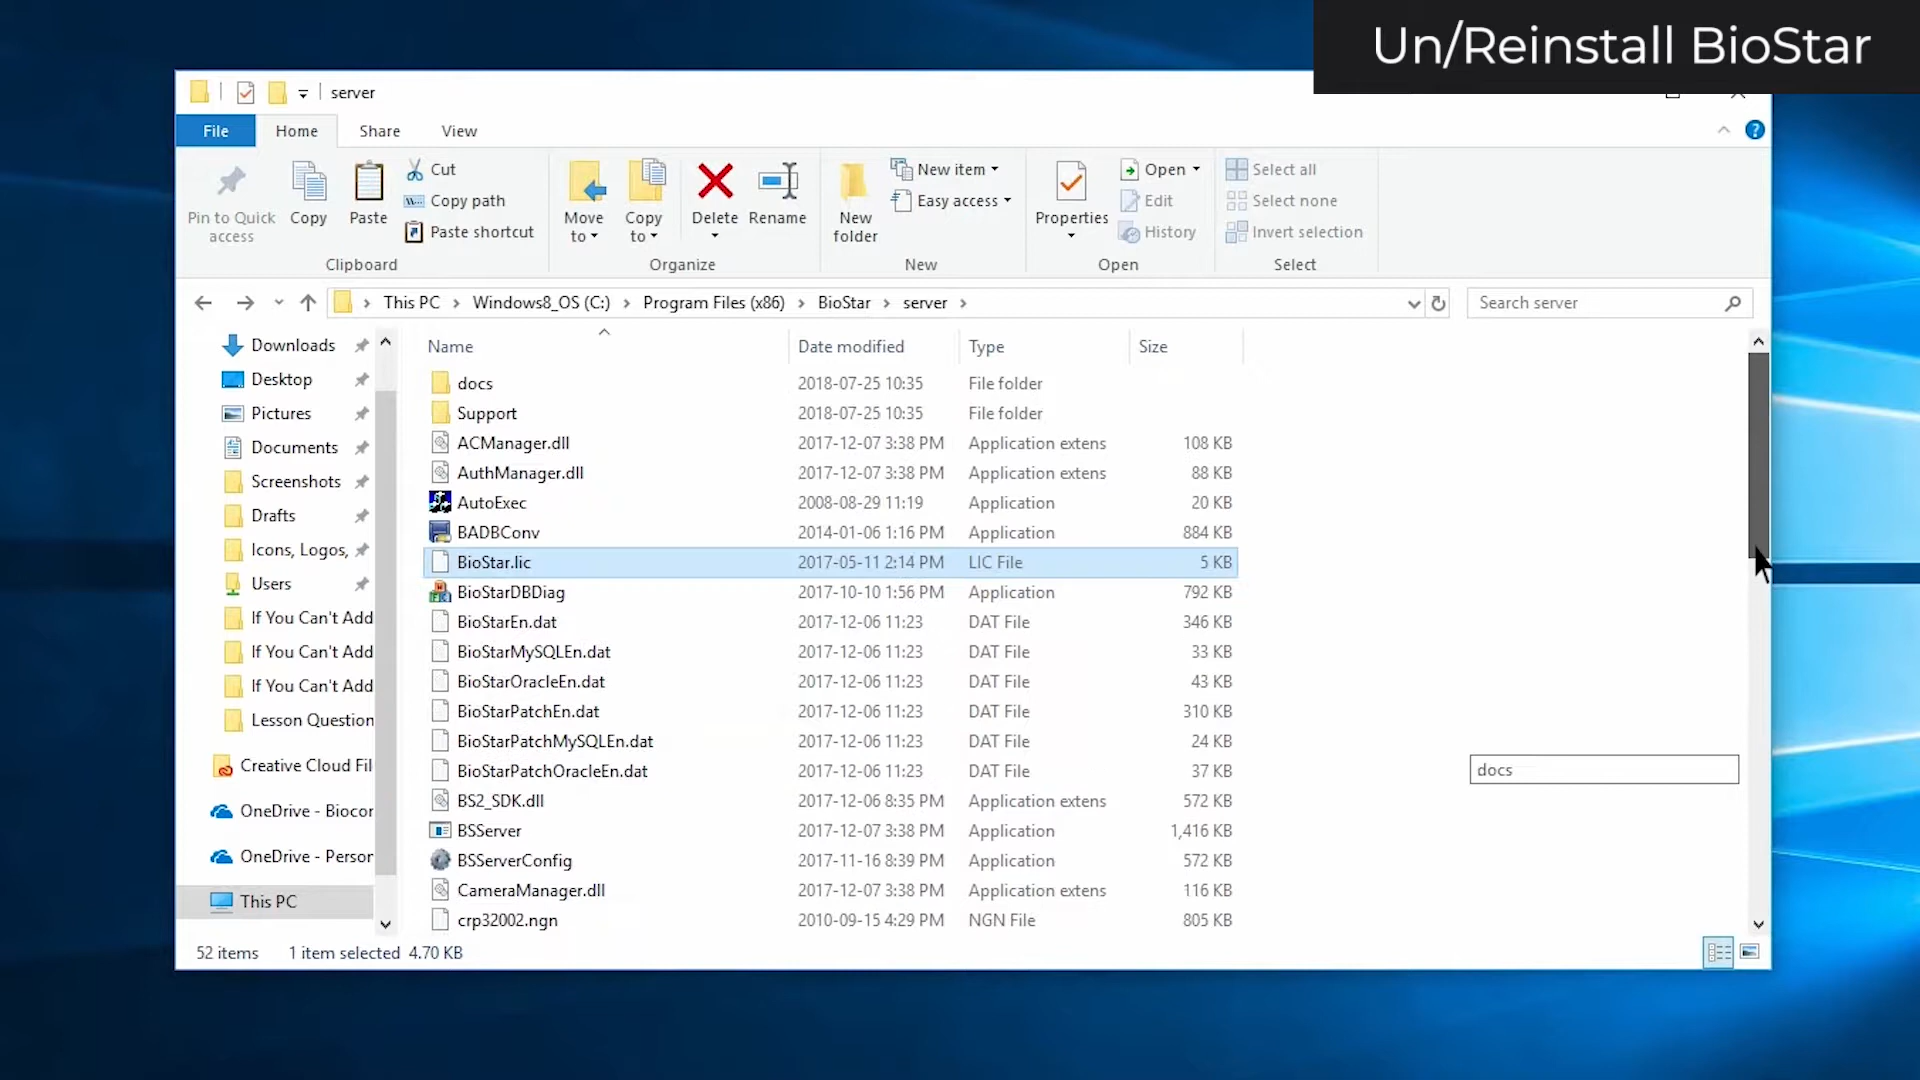 Un/Reinstall BioStar
server
File Home Share View
Pin to Quick access
Copy
Paste
Cut
Copy path
Paste shortcut
Clipboard
Move to
Copy to
Delete
Rename
Organize
New folder
New item
Easy access
New
Properties
Open
Edit
History
Open
Select all
Select none
Invert selection
Select
This PC Windows8_OS (C:) Program Files (x86) BioStar server
Search server
Downloads
Desktop
Pictures
Documents
Screenshots
Drafts
Icons, Logos,
Users
If You Can't Add
If You Can't Add
If You Can't Add
Lesson Question
Creative Cloud Fil
OneDrive - Biocor
OneDrive - Person
This PC
Name Date modified Type Size
docs 2018-07-25 10:35 File folder
Support 2018-07-25 10:35 File folder
ACManager.dll 2017-12-07 3:38 PM Application extens 108 KB
AuthManager.dll 2017-12-07 3:38 PM Application extens 88 KB
AutoExec 2008-08-29 11:19 Application 20 KB
BADBConv 2014-01-06 1:16 PM Application 884 KB
BioStar.lic 2017-05-11 2:14 PM LIC File 5 KB
BioStarDBDiag 2017-10-10 1:56 PM Application 792 KB
BioStarEn.dat 2017-12-06 11:23 DAT File 346 KB
BioStarMySQLEn.dat 2017-12-06 11:23 DAT File 33 KB
BioStarOracleEn.dat 2017-12-06 11:23 DAT File 43 KB
BioStarPatchEn.dat 2017-12-06 11:23 DAT File 310 KB
BioStarPatchMySQLEn.dat 2017-12-06 11:23 DAT File 24 KB
BioStarPatchOracleEn.dat 2017-12-06 11:23 DAT File 37 KB
BS2_SDK.dll 2017-12-06 8:35 PM Application extens 572 KB
BSServer 2017-12-07 3:38 PM Application 1,416 KB
BSServerConfig 2017-11-16 8:39 PM Application 572 KB
CameraManager.dll 2017-12-07 3:38 PM Application extens 116 KB
crp32002.ngn 2010-09-15 4:29 PM NGN File 805 KB
docs
52 items 1 item selected 4.70 KB